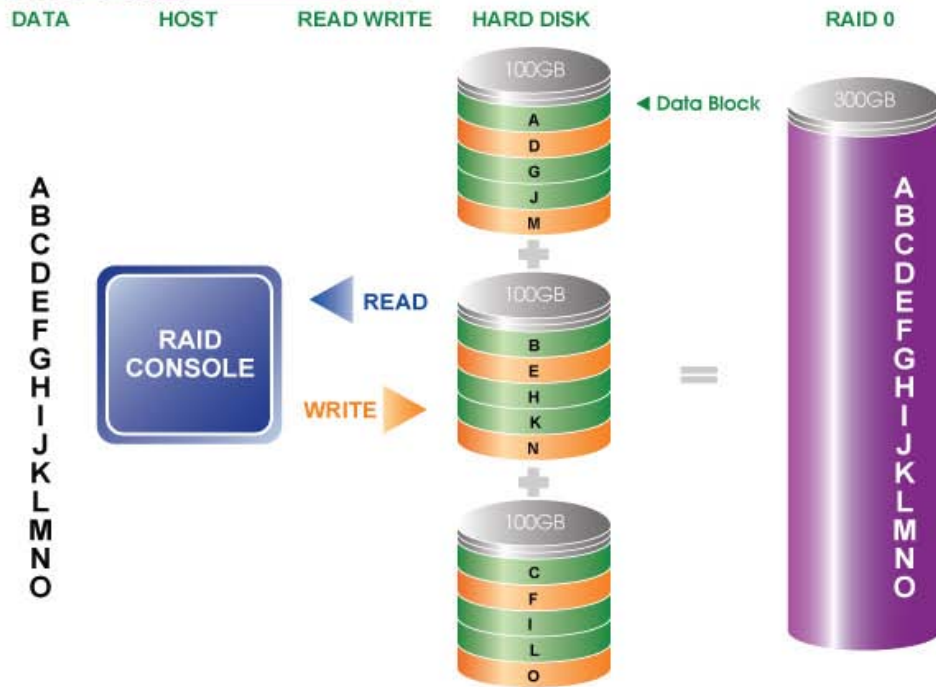 DATA
HOST
READ WRITE
HARD DISK
RAID 0
A
B
C
D
E
F
G
H
I
J
K
L
M
N
O
RAID
CONSOLE
READ
WRITE
100GB
A
D
G
J
M
+
100GB
B
E
H
K
N
+
100GB
C
F
I
L
O
◄ Data Block
=
300GB
A
B
C
D
E
F
G
H
I
J
K
L
M
N
O